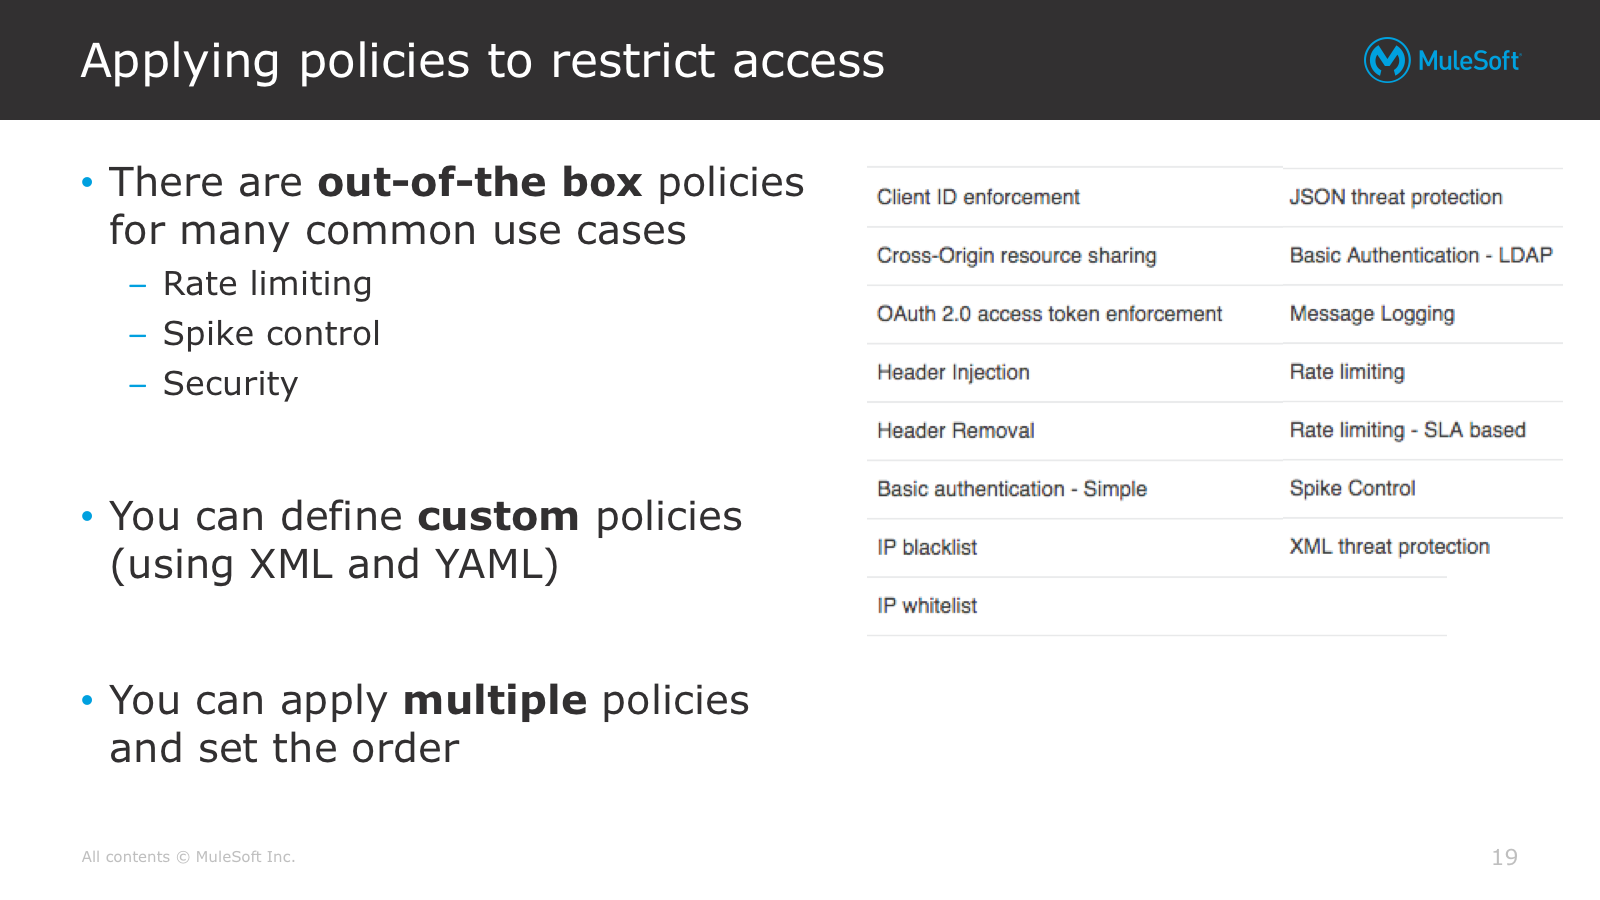 Applying policies to restrict access
MuleSoft
• There are out-of-the box policies
for many common use cases
– Rate limiting
– Spike control
– Security
• You can define custom policies
(using XML and YAML)
• You can apply multiple policies
and set the order
Client ID enforcement
Cross-Origin resource sharing
OAuth 2.0 access token enforcement
Header Injection
Header Removal
Basic authentication - Simple
IP blacklist
IP whitelist
JSON threat protection
Basic Authentication - LDAP
Message Logging
Rate limiting
Rate limiting - SLA based
Spike Control
XML threat protection
All contents © MuleSoft Inc.
19